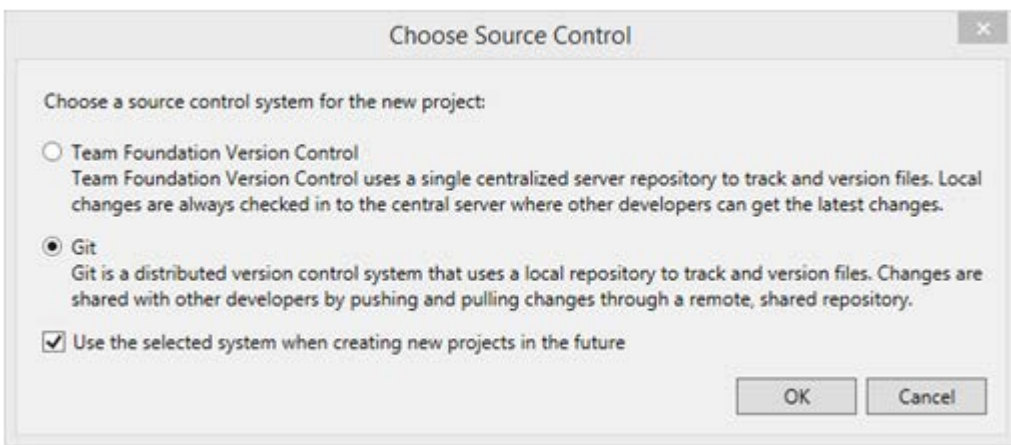 Choose Source Control
Choose a source control system for the new project:
Team Foundation Version Control
Team Foundation Version Control uses a single centralized server repository to track and version files. Local
changes are always checked in to the central server where other developers can get the latest changes.
Git
Git is a distributed version control system that uses a local repository to track and version files. Changes are
shared with other developers by pushing and pulling changes through a remote, shared repository.
Use the selected system when creating new projects in the future
OK Cancel